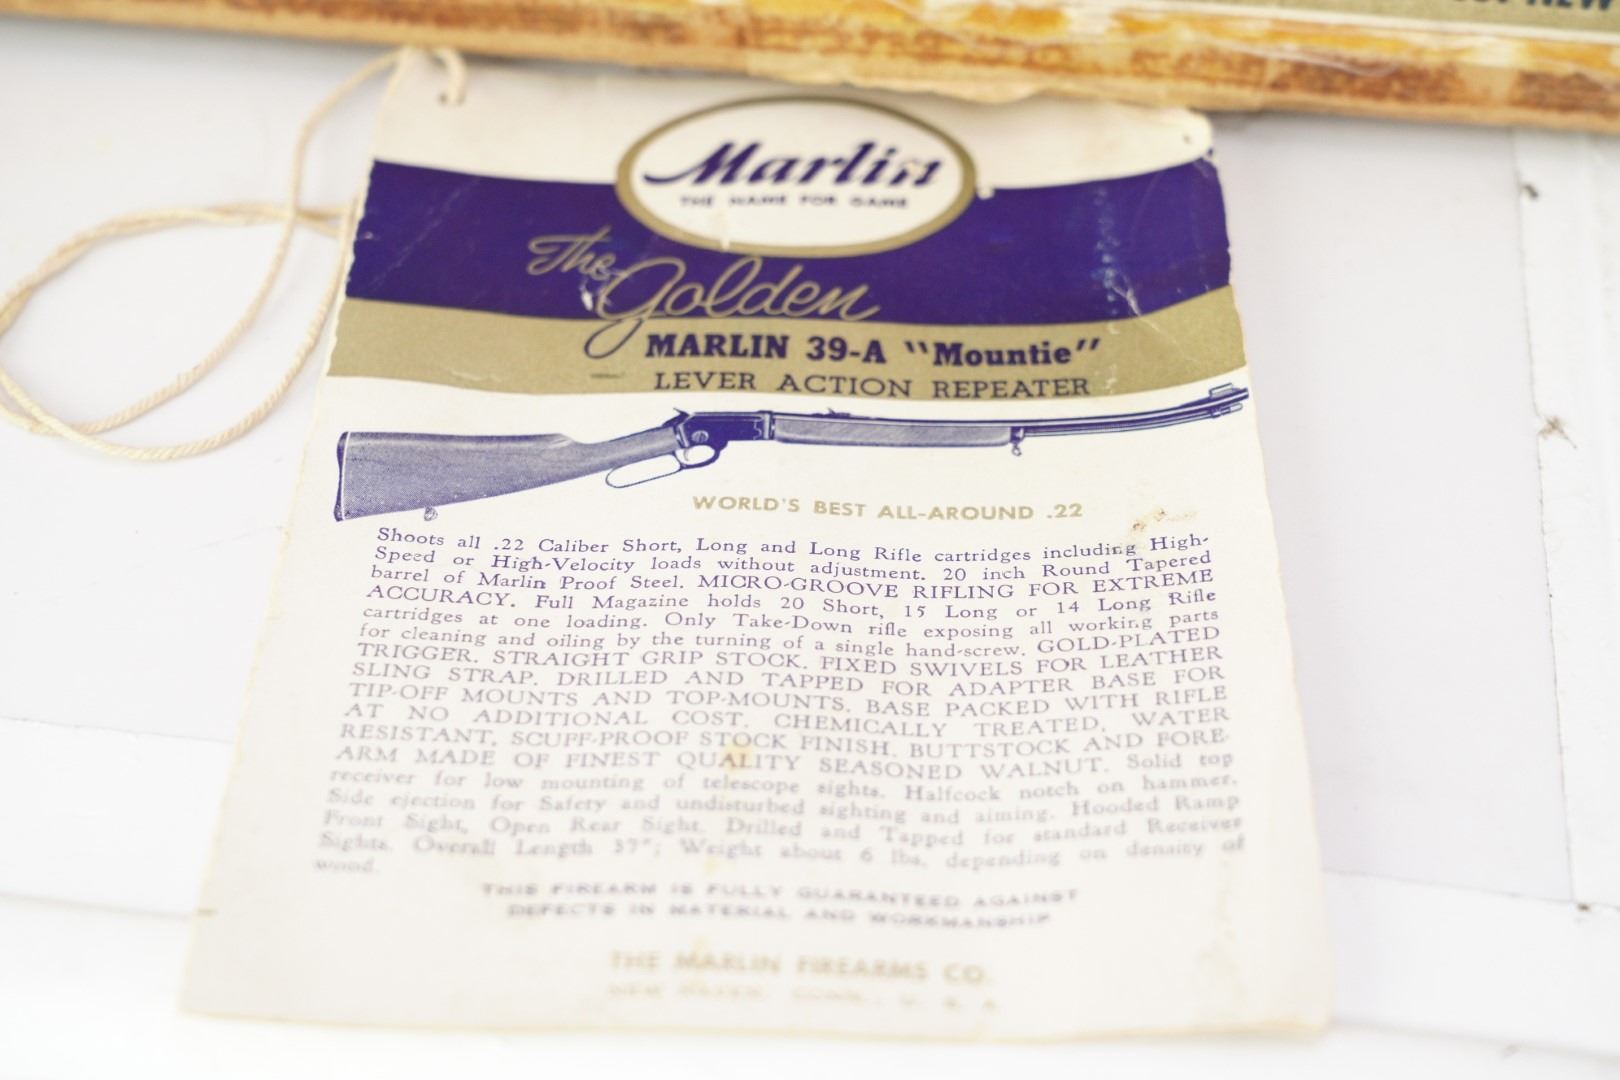 NEW
Marlin
THE NAME FOR GAME
The Golden
MARLIN 39-A "Mountie"
LEVER ACTION REPEATER
WORLD'S BEST ALL-AROUND .22
Shoots all .22 Caliber Short, Long and Long Rifle cartridges including High-
Speed or High-Velocity loads without adjustment. 20 inch Round Tapered
barrel of Marlin Proof Steel. MICRO-GROOVE RIFLING FOR EXTREME
ACCURACY. Full Magazine holds 20 Short, 15 Long or 14 Long Rifle
cartridges at one loading. Only Take-Down rifle exposing all working parts
for cleaning and oiling by the turning of a single hand-screw. GOLD-PLATED
TRIGGER. STRAIGHT GRIP STOCK. FIXED SWIVELS FOR LEATHER
SLING STRAP. DRILLED AND TAPPED FOR ADAPTER BASE FOR
TIP-OFF MOUNTS AND TOP-MOUNTS. BASE PACKED WITH RIFLE
AT NO ADDITIONAL COST. CHEMICALLY TREATED, WATER
RESISTANT, SCUFF-PROOF STOCK FINISH. BUTTSTOCK AND FORE-
ARM MADE OF FINEST QUALITY SEASONED WALNUT. Solid top
receiver for low mounting of telescope sights. Halfcock notch on hammer.
Side ejection for Safety and undisturbed sighting and aiming. Hooded Ramp
Front Sight, Open Rear Sight. Drilled and Tapped for standard Receiver
Sights. Overall Length 37"; Weight about 6 lbs. depending on density of
wood.
THIS FIREARM IS FULLY GUARANTEED AGAINST
DEFECTS IN MATERIAL AND WORKMANSHIP
THE MARLIN FIREARMS CO.
NEW HAVEN, CONN., U. S. A.